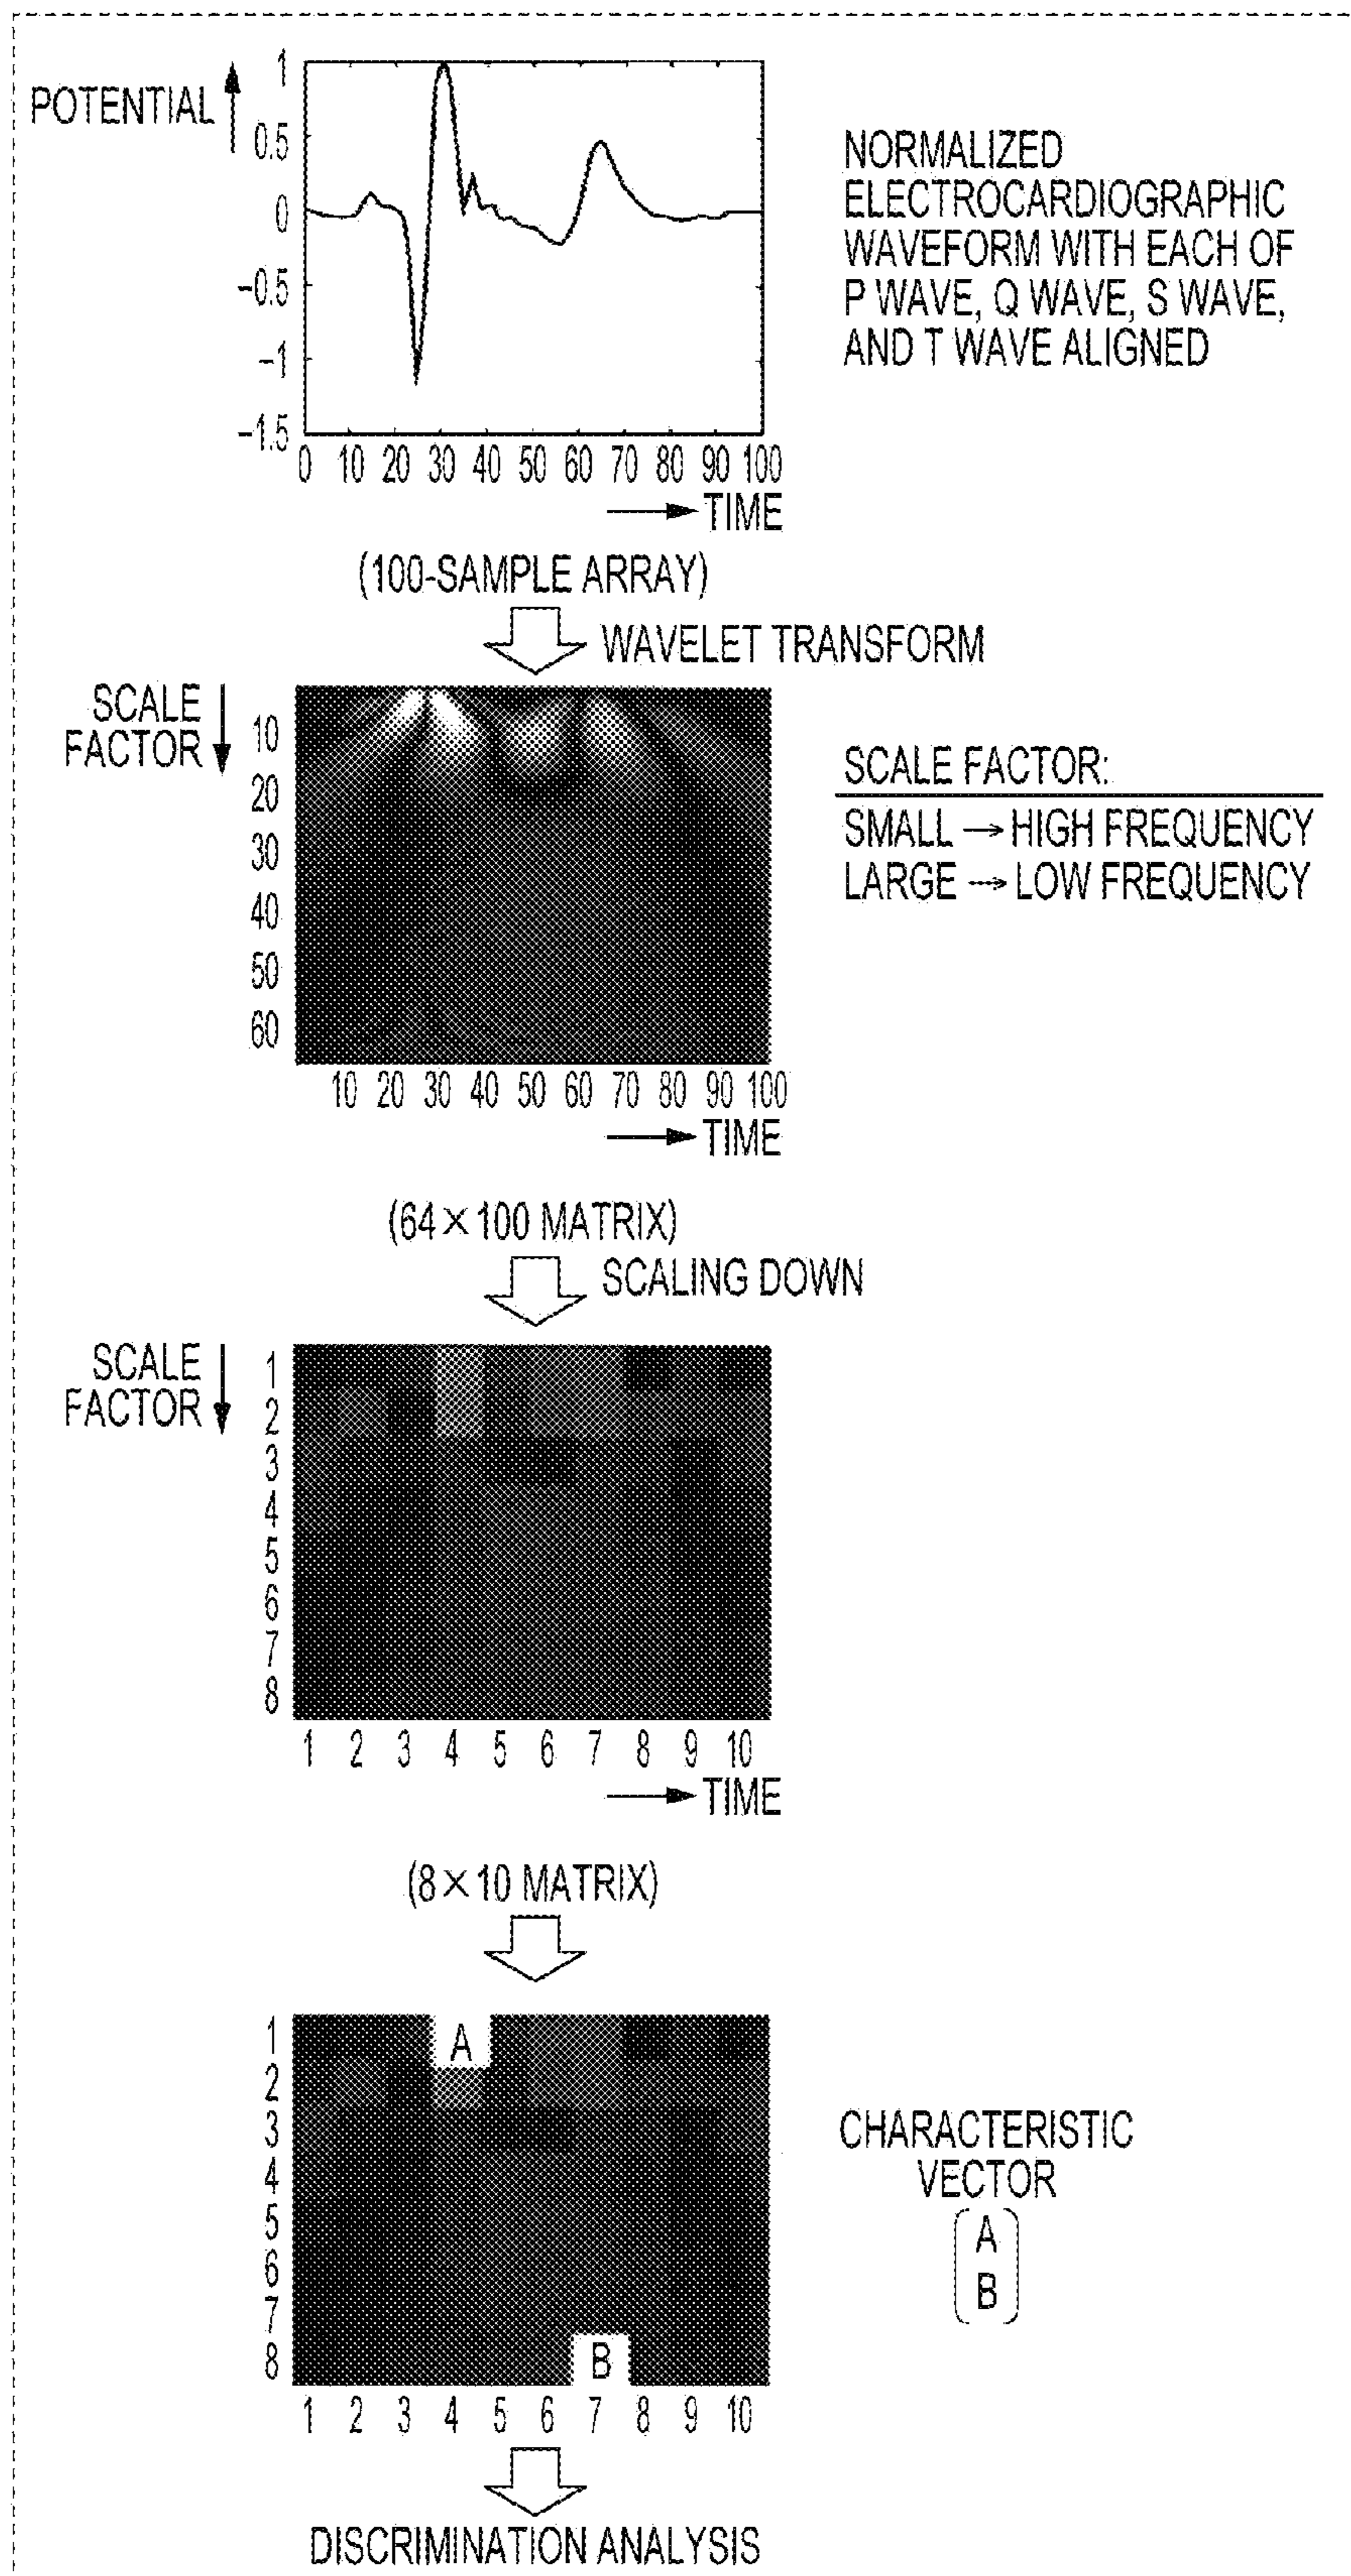 POTENTIAL
1
0.5
0
-0.5
-1
-1.5
0 10 20 30 40 50 60 70 80 90 100
TIME
NORMALIZED
ELECTROCARDIOGRAPHIC
WAVEFORM WITH EACH OF
P WAVE, Q WAVE, S WAVE,
AND T WAVE ALIGNED
(100-SAMPLE ARRAY)
WAVELET TRANSFORM
SCALE
FACTOR
10
20
30
40
50
60
10 20 30 40 50 60 70 80 90 100
TIME
SCALE FACTOR:
SMALL → HIGH FREQUENCY
LARGE → LOW FREQUENCY
(64×100 MATRIX)
SCALING DOWN
SCALE
FACTOR
1
2
3
4
5
6
7
8
1 2 3 4 5 6 7 8 9 10
TIME
(8×10 MATRIX)
1
2
3
4
5
6
7
8
A
B
1 2 3 4 5 6 7 8 9 10
CHARACTERISTIC
VECTOR
A
B
DISCRIMINATION ANALYSIS